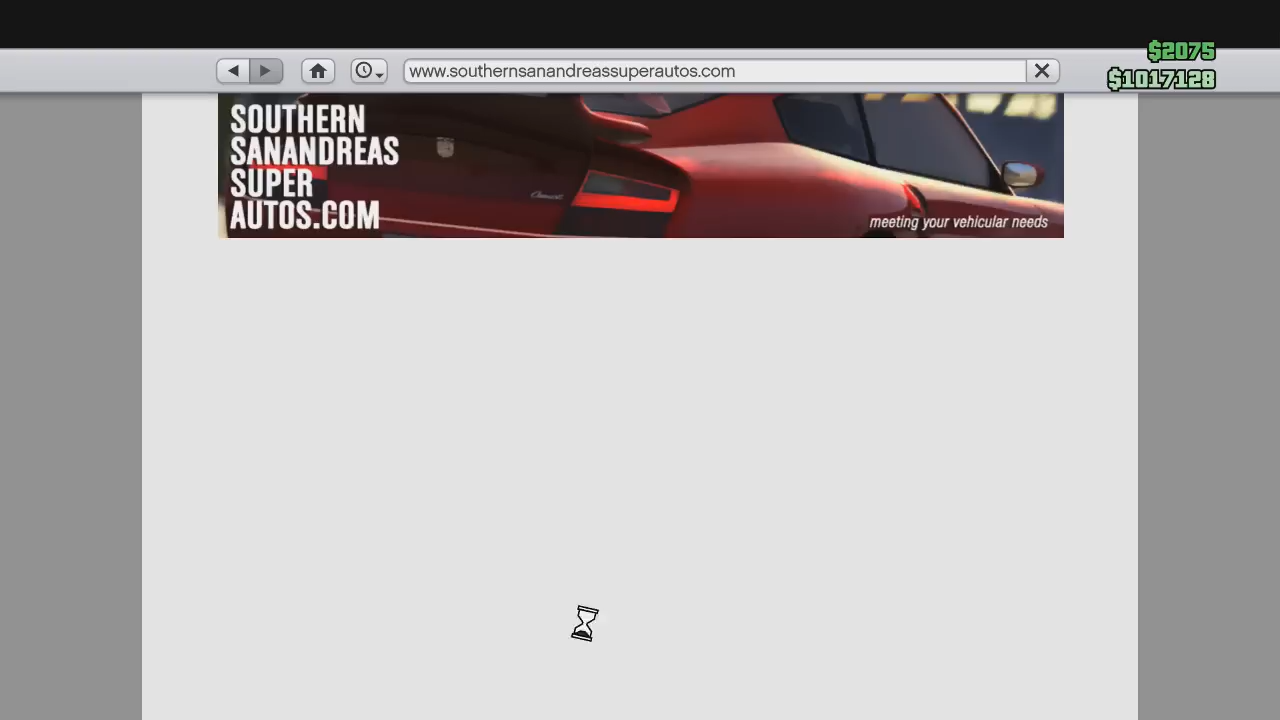 $2075
www.southernsanandreassuperautos.com
$1017128
SOUTHERN
SANANDREAS
SUPER
AUTOS.COM
meeting your vehicular needs